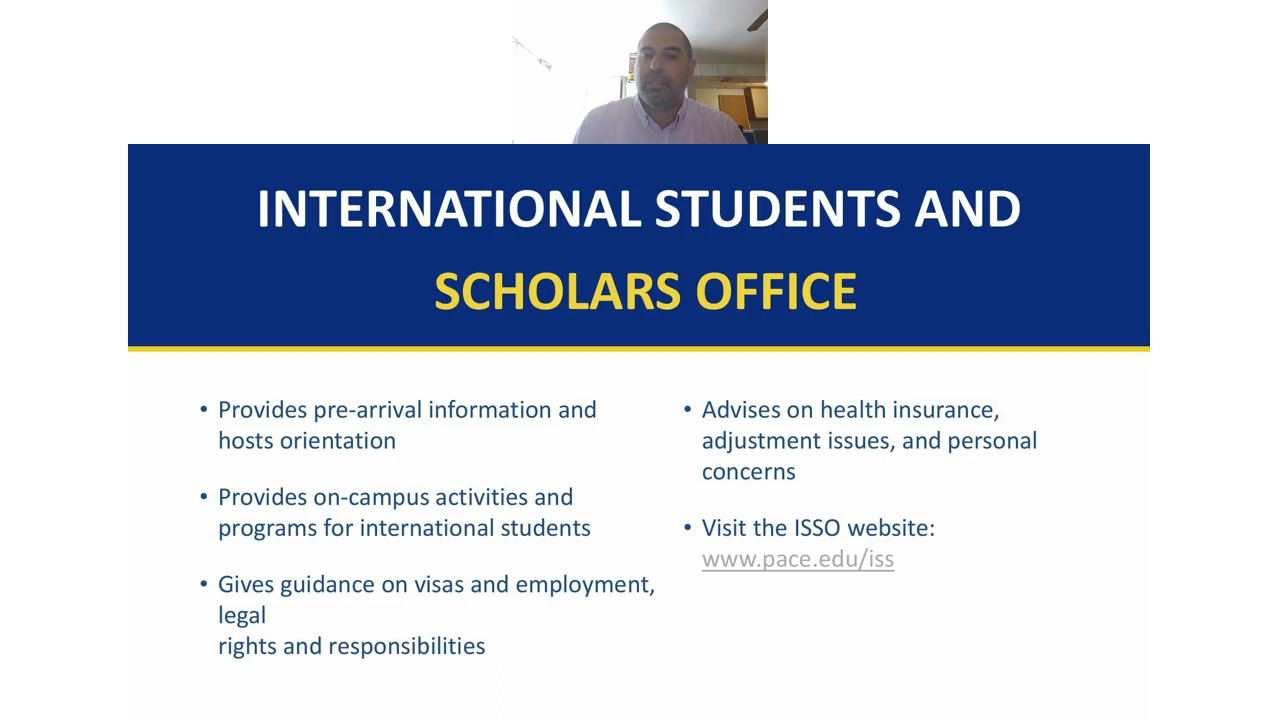 INTERNATIONAL STUDENTS AND
SCHOLARS OFFICE
• Provides pre-arrival information and
hosts orientation
• Provides on-campus activities and
programs for international students
• Gives guidance on visas and employment,
legal
rights and responsibilities
• Advises on health insurance,
adjustment issues, and personal
concerns
• Visit the ISSO website:
www.pace.edu/iss